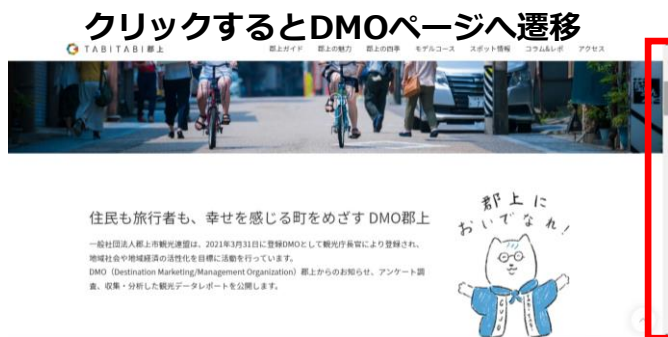 クリックするとDMOページへ遷移
TABITABI郡上 郡上ガイド 郡上の魅力 郡上の四季 モデルコース スポット情報 コラム&レポ アクセス
住民も旅行者も、幸せを感じる町をめざす DMO郡上
一般社団法人郡上市観光連盟は、2021年3月31日に登録DMOとして観光庁長官により登録され、
地域社会や地域経済の活性化を目標に活動を行っています。
DMO（Destination Marketing/Management Organization）郡上からのお知らせ、アンケート調
査、収集・分析した観光データレポートを公開します。
郡上に
おいでなれ!